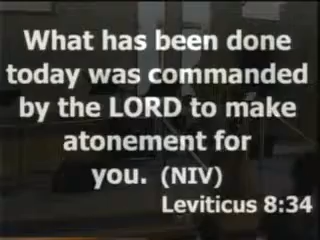 What has been done
today was commanded
by the LORD to make
atonement for
you. (NIV)
Leviticus 8:34